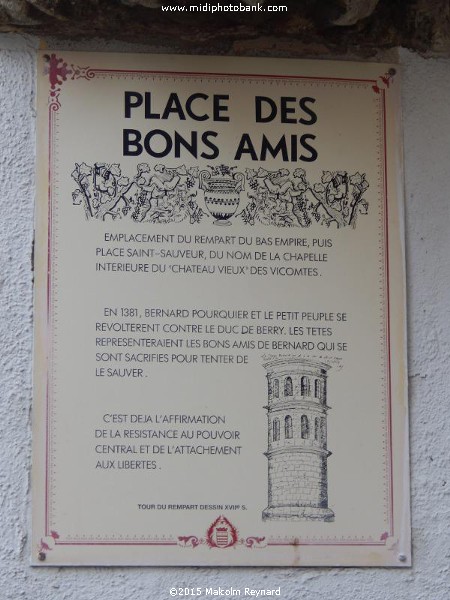 www.midiphotobank.com
PLACE DES
BONS AMIS
EMPLACEMENT DU REMPART DU BAS EMPIRE, PUIS
PLACE SAINT-SAUVEUR, DU NOM DE LA CHAPELLE
INTERIEURE DU "CHATEAU VIEUX" DES VICOMTES.
EN 1381, BERNARD POURQUIER ET LE PETIT PEUPLE SE
REVOLTERENT CONTRE LE DUC DE BERRY. LES TETES
REPRESENTERAIENT LES BONS AMIS DE BERNARD QUI SE
SONT SACRIFIES POUR TENTER DE
LE SAUVER.
C'EST DEJA L'AFFIRMATION
DE LA RESISTANCE AU POUVOIR
CENTRAL ET DE L'ATTACHEMENT
AUX LIBERTES.
TOUR DU REMPART DESSIN XVIIº S.
©2015 Malcolm Reynard